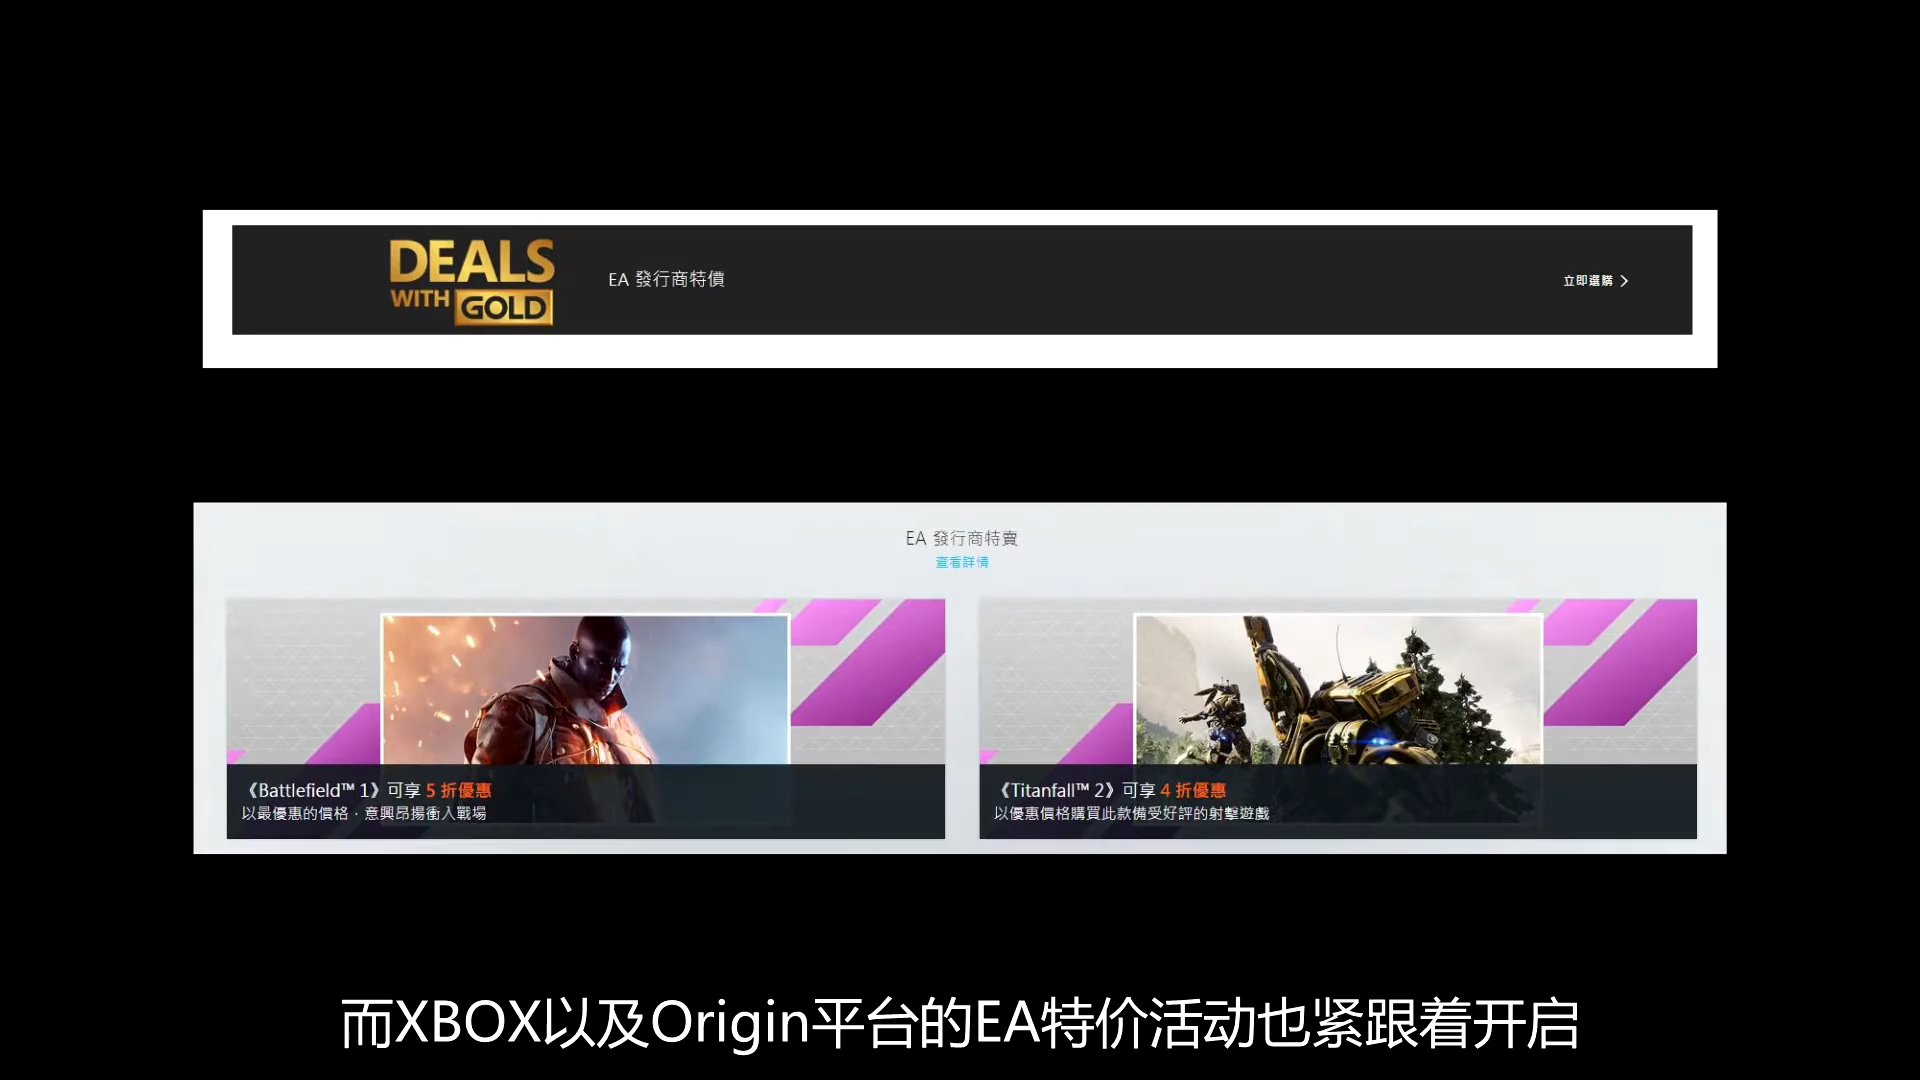 DEALS
WITH GOLD
EA 發行商特價
立即選購
EA 發行商特賣
查看詳情
《Battlefield™ 1》可享 5 折優惠
以最優惠的價格,意興昂揚衝入戰場
《Titanfall™ 2》可享 4 折優惠
以優惠價格購買此款備受好評的射擊遊戲
而XBOX以及Origin平台的EA特价活动也紧跟着开启